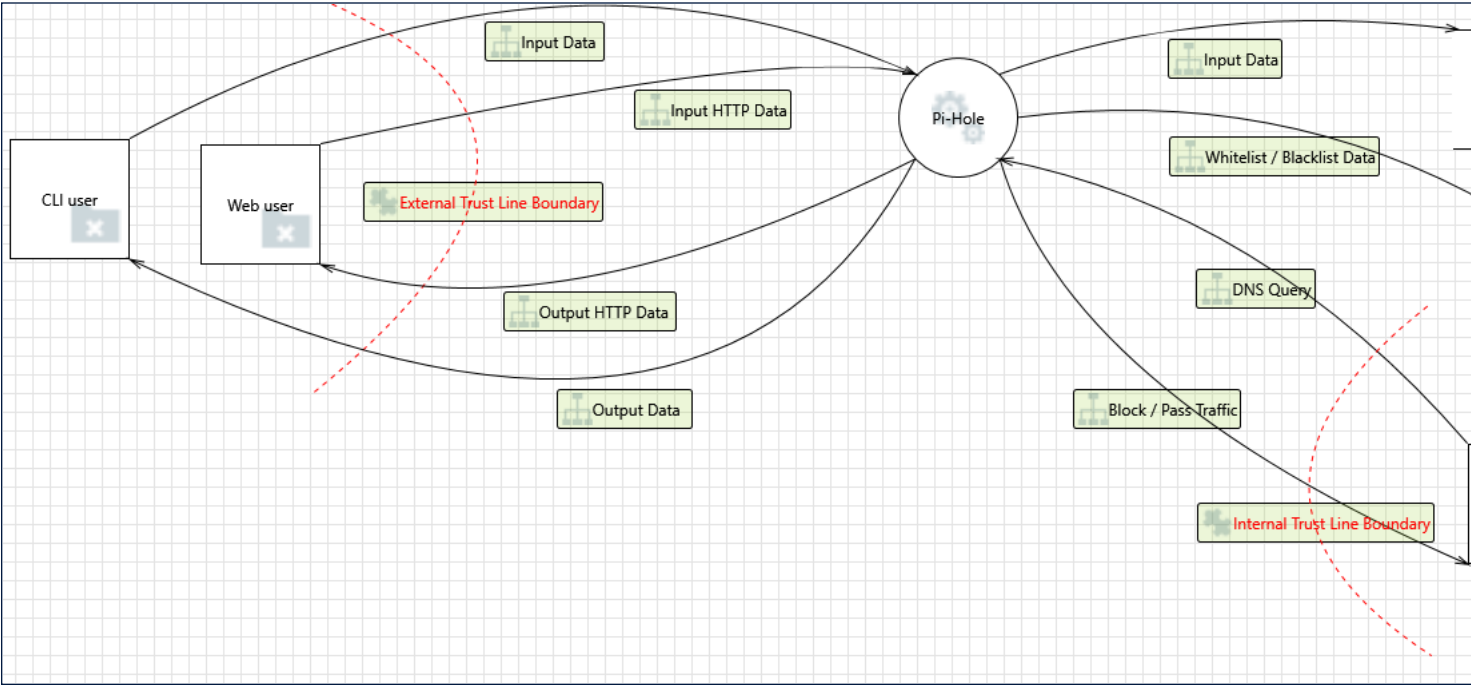 Input Data
Input Data
Input HTTP Data
Pi-Hole
Whitelist / Blacklist Data
CLI user
Web user
External Trust Line Boundary
DNS Query
Output HTTP Data
Output Data
Block / Pass Traffic
Internal Trust Line Boundary